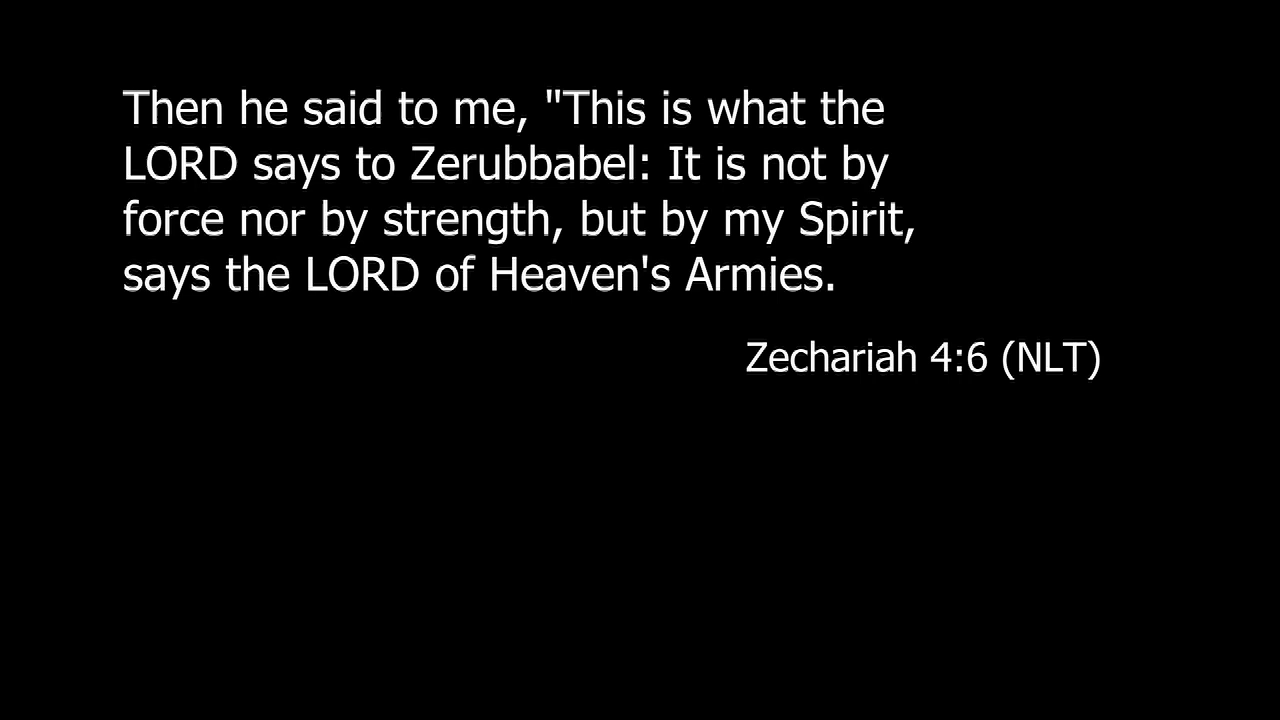 Then he said to me, "This is what the
LORD says to Zerubbabel: It is not by
force nor by strength, but by my Spirit,
says the LORD of Heaven's Armies.
Zechariah 4:6 (NLT)